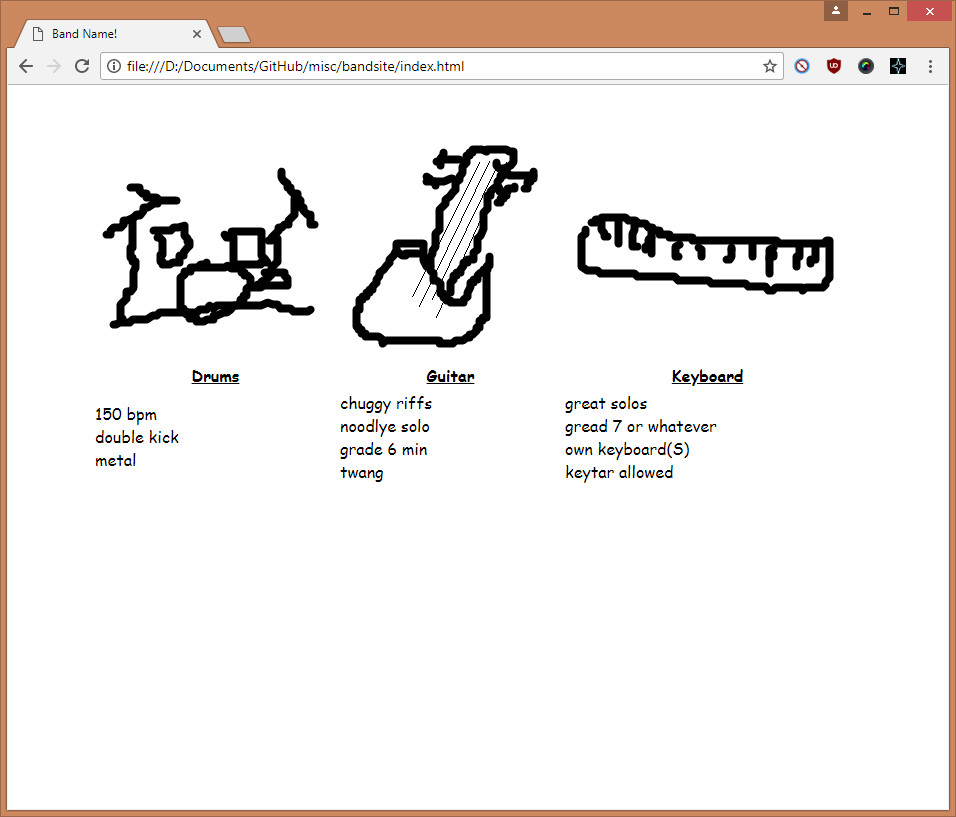 Band Name!
file:///D:/Documents/GitHub/misc/bandsite/index.html
Drums
150 bpm
double kick
metal
Guitar
chuggy riffs
noodlye solo
grade 6 min
twang
Keyboard
great solos
gread 7 or whatever
own keyboard(S)
keytar allowed